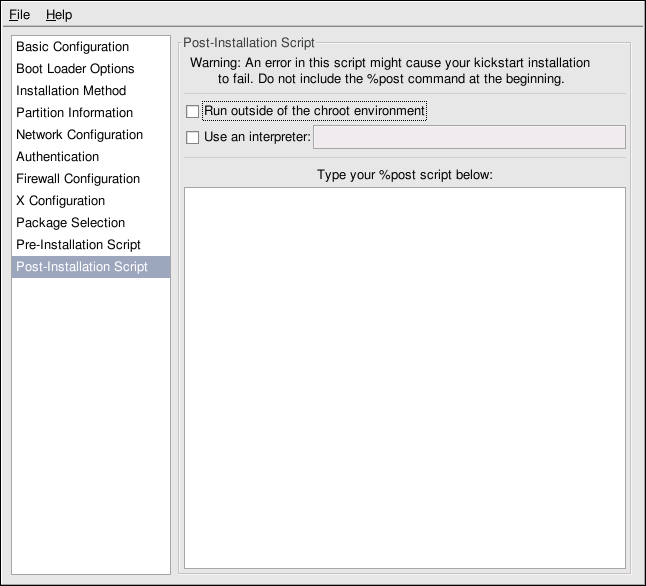 File Help
Basic Configuration
Boot Loader Options
Installation Method
Partition Information
Network Configuration
Authentication
Firewall Configuration
X Configuration
Package Selection
Pre-Installation Script
Post-Installation Script
Post-Installation Script
Warning: An error in this script might cause your kickstart installation
to fail. Do not include the %post command at the beginning.
Run outside of the chroot environment
Use an interpreter:
Type your %post script below: